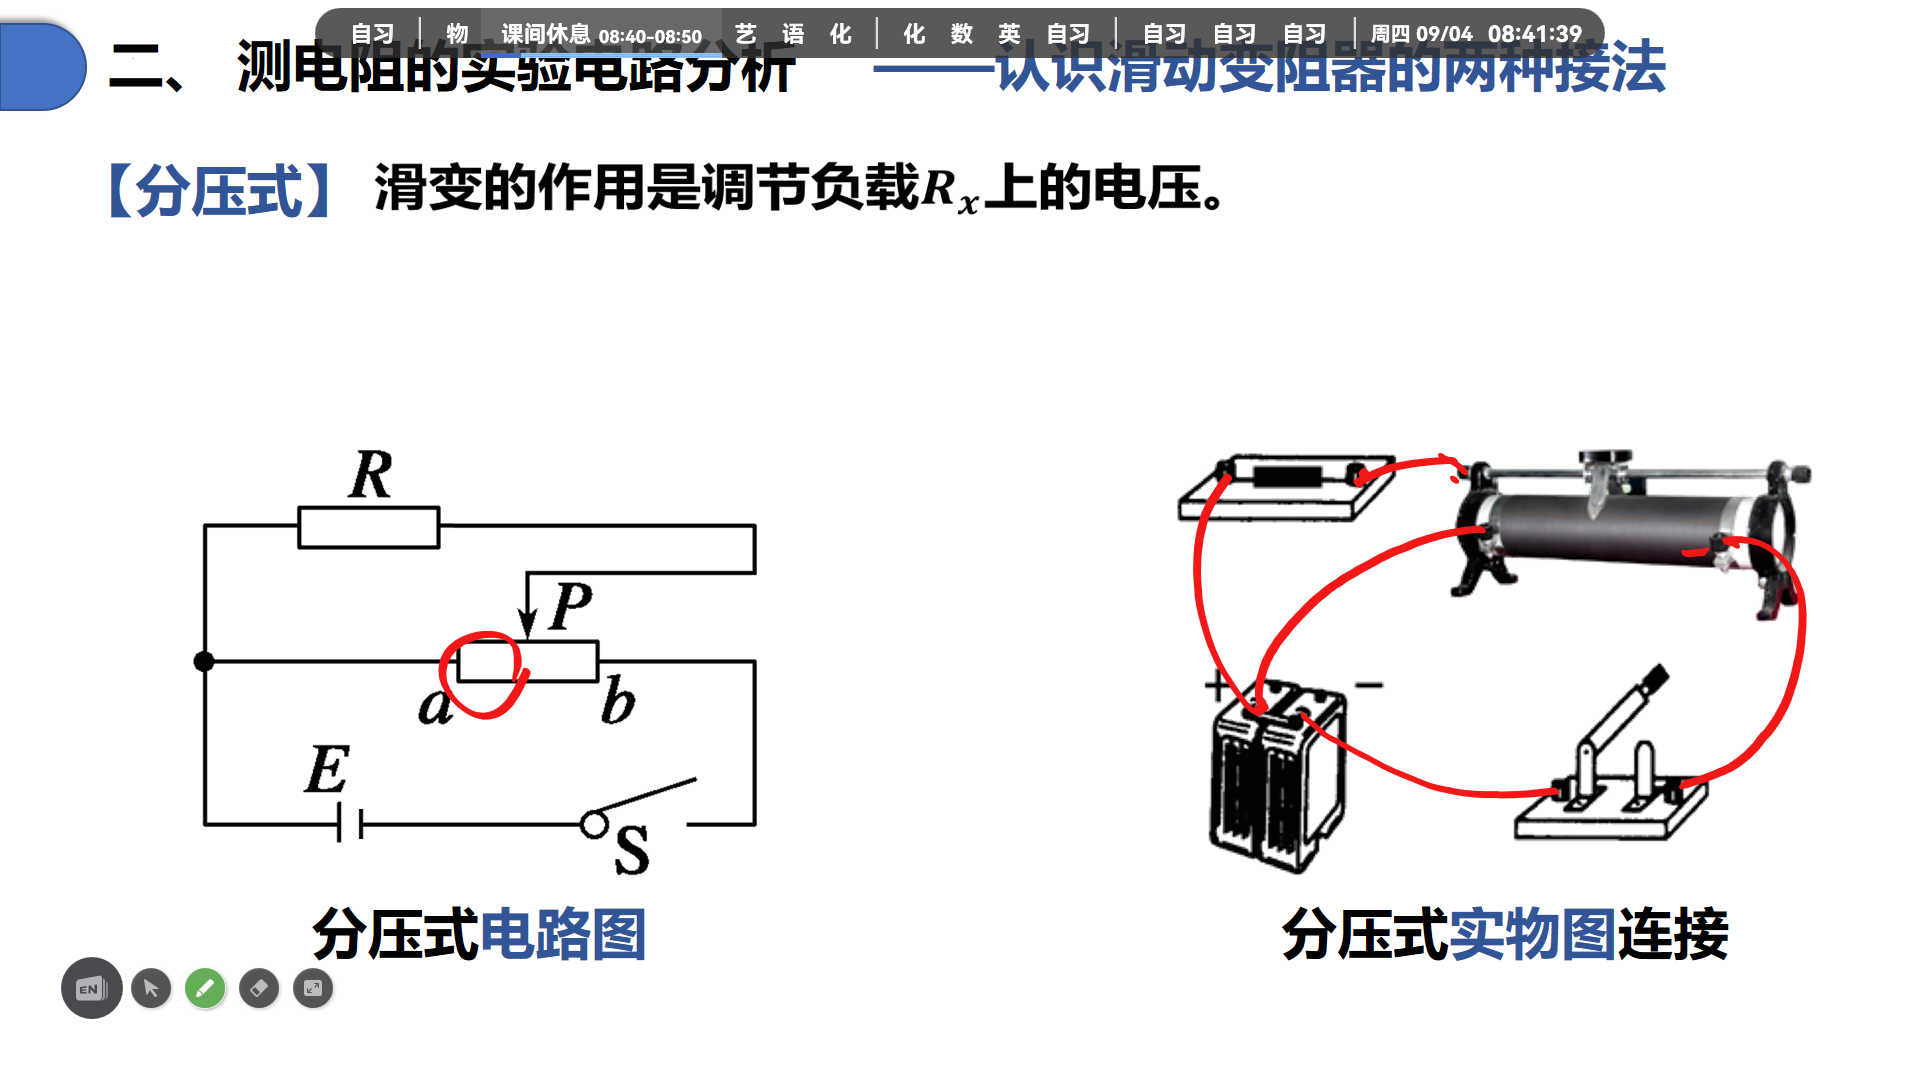 自习 | 物 课间休息 08:40-08:50 艺 语 化 | 化 数 英 自习 | 自习 自习 自习 | 周四 09/04 08:41:39
二、 测电阻的实验电路分析 ——认识滑动变阻器的两种接法
【分压式】 滑变的作用是调节负载Rₓ上的电压。
R
P
a b
E
S
+ −
分压式电路图
分压式实物图连接
EN